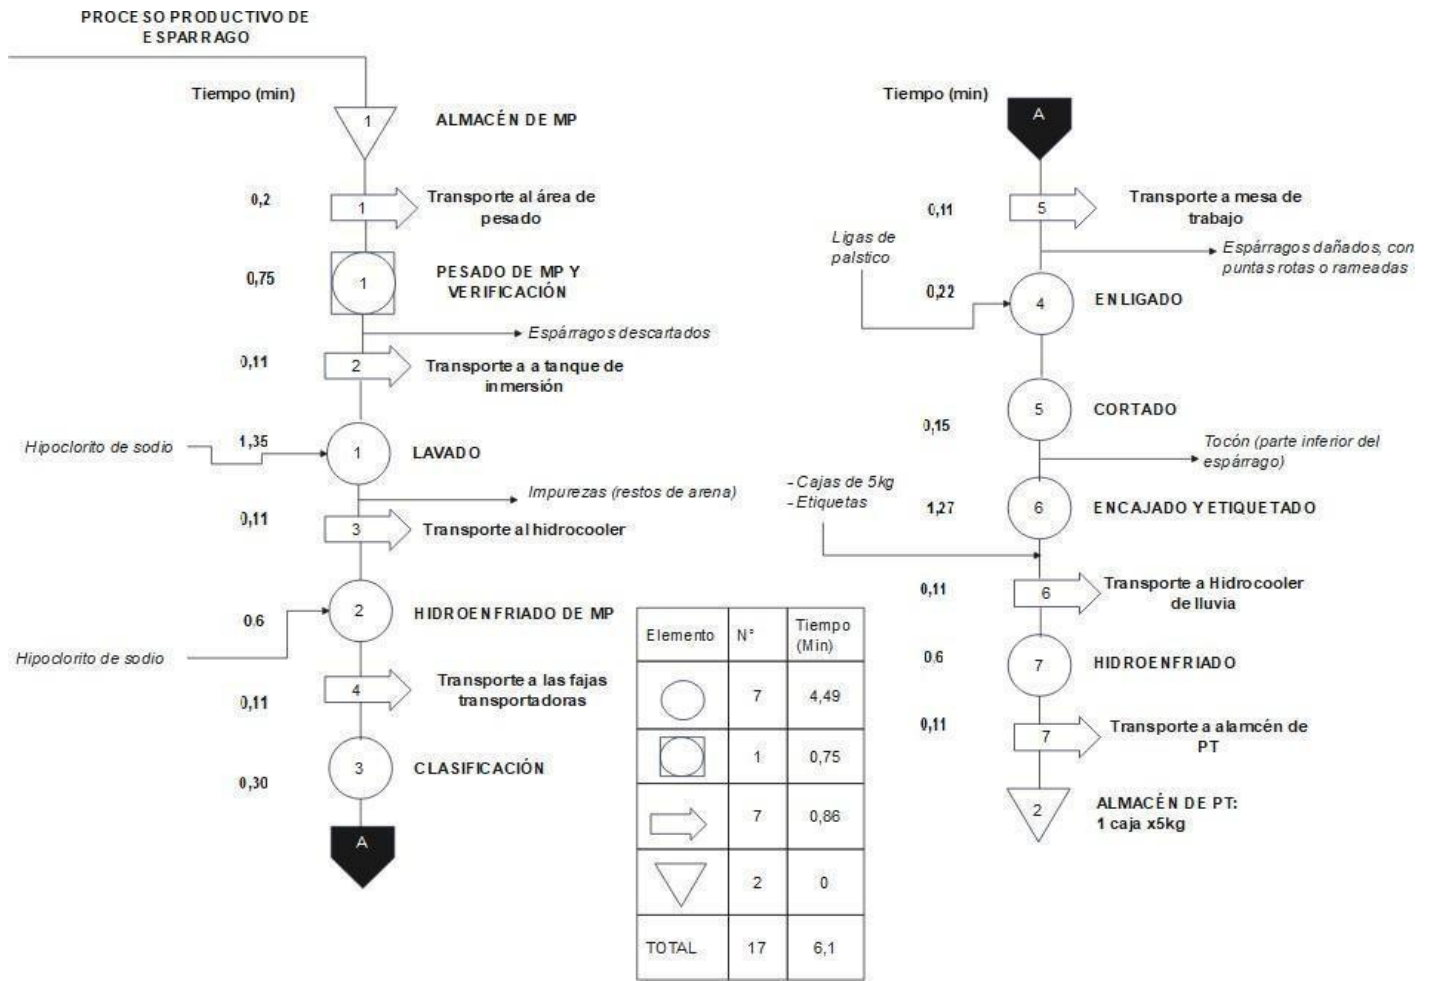 PROCESO PRODUCTIVO DE
ESPARRAGO
Tiempo (min)
1
ALMACÉN DE MP
0,2
1
Transporte al área de
pesado
0,75
1
PESADO DE MP Y
VERIFICACIÓN
Espárragos descartados
0,11
2
Transporte a a tanque de
inmersión
Hipoclorito de sodio
1,35
1
LAVADO
Impurezas (restos de arena)
0,11
3
Transporte al hidrocooler
0,6
2
HIDROENFRIADO DE MP
Hipoclorito de sodio
0,11
4
Transporte a las fajas
transportadoras
0,30
3
CLASIFICACIÓN
A
Elemento N° Tiempo
(Min)
7 4,49
1 0,75
7 0,86
2 0
TOTAL 17 6,1
Tiempo (min)
A
0,11
5
Transporte a mesa de
trabajo
Ligas de
palstico
Espárragos dañados, con
puntas rotas o rameadas
0,22
4
ENLIGADO
5
CORTADO
0,15
Tocón (parte inferior del
espárrago)
- Cajas de 5kg
- Etiquetas
1,27
6
ENCAJADO Y ETIQUETADO
0,11
6
Transporte a Hidrocooler
de lluvia
0,6
7
HIDROENFRIADO
0,11
7
Transporte a alamcén de
PT
2
ALMACÉN DE PT:
1 caja x5kg